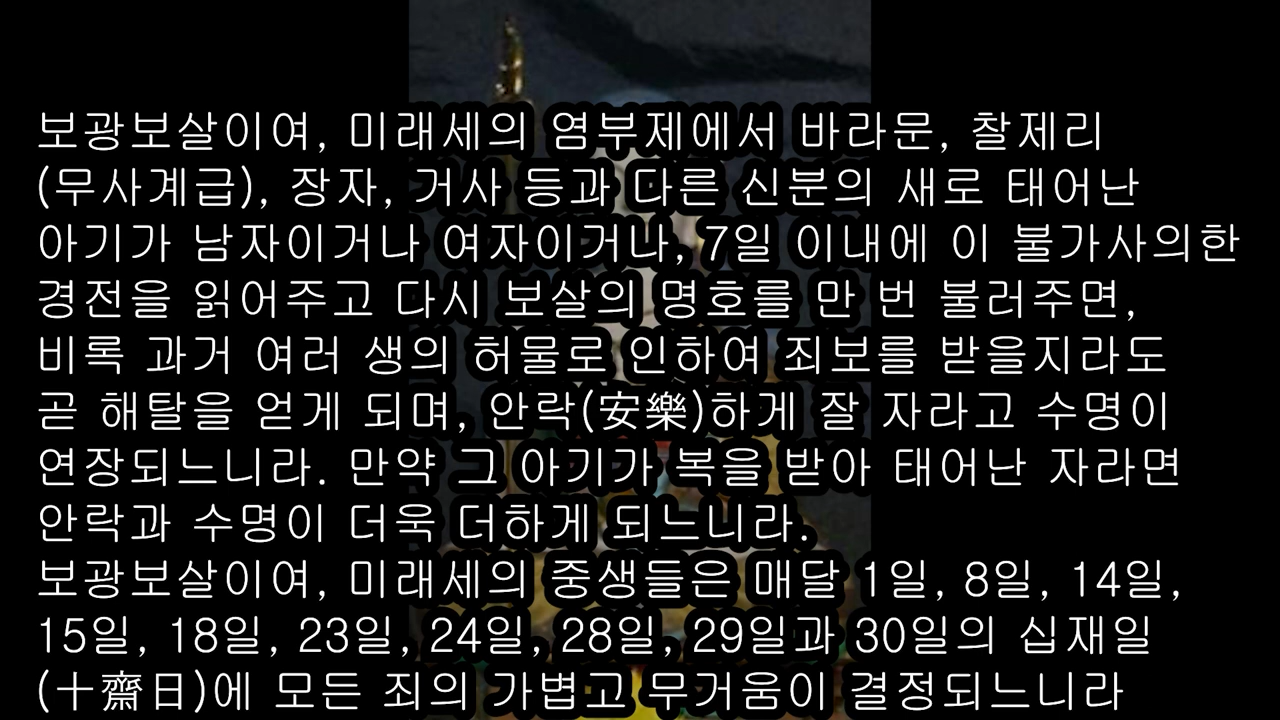 보광보살이여, 미래세의 염부제에서 바라문, 찰제리
(무사계급), 장자, 거사 등과 다른 신분의 새로 태어난
아기가 남자이거나 여자이거나, 7일 이내에 이 불가사의한
경전을 읽어주고 다시 보살의 명호를 만 번 불러주면,
비록 과거 여러 생의 허물로 인하여 죄보를 받을지라도
곧 해탈을 얻게 되며, 안락(安樂)하게 잘 자라고 수명이
연장되느니라. 만약 그 아기가 복을 받아 태어난 자라면
안락과 수명이 더욱 더하게 되느니라.
보광보살이여, 미래세의 중생들은 매달 1일, 8일, 14일,
15일, 18일, 23일, 24일, 28일, 29일과 30일의 십재일
(十齋日)에 모든 죄의 가볍고 무거움이 결정되느니라